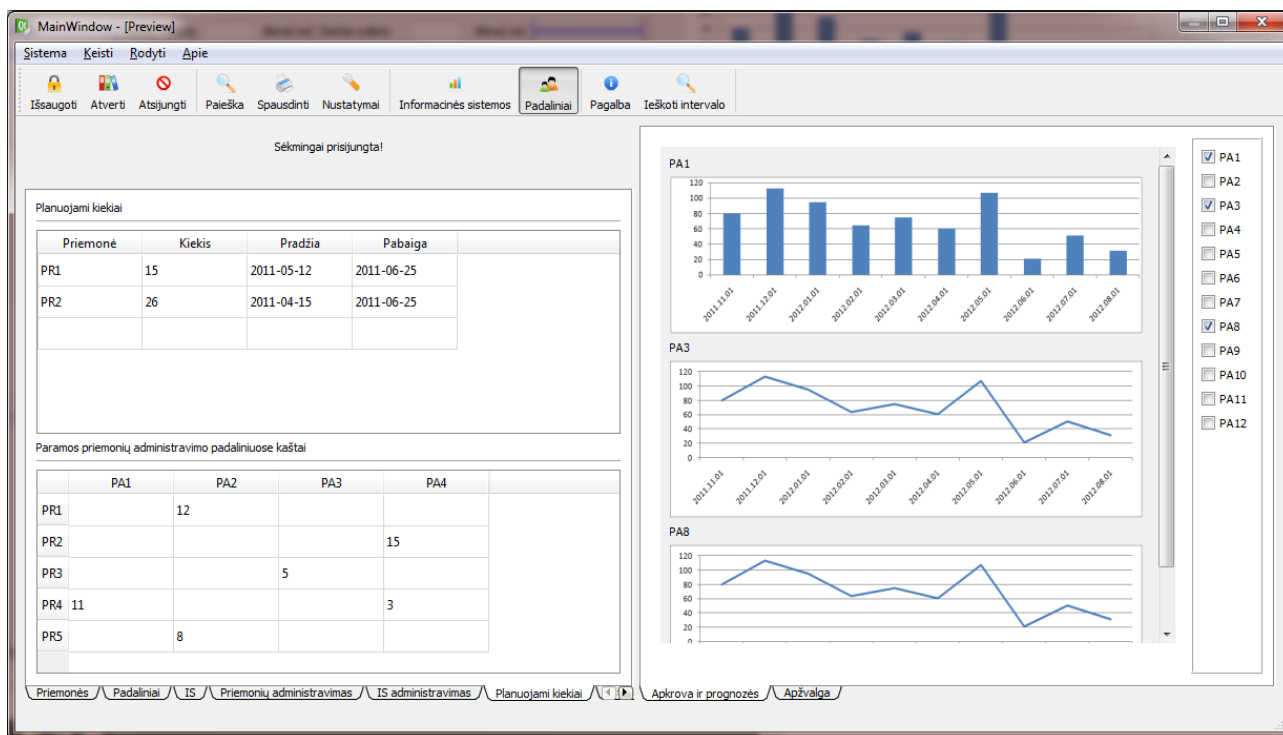 MainWindow - [Preview]
Sistema Keisti Rodyti Apie
Išsaugoti Atverti Atsijungti Paieška Spausdinti Nustatymai Informacinės sistemos Padaliniai Pagalba Ieškoti intervalo
Sėkmingai prisijungta!
Planuojami kiekiai
Priemonė Kiekis Pradžia Pabaiga
PR1 15 2011-05-12 2011-06-25
PR2 26 2011-04-15 2011-06-25
Paramos priemonių administravimo padaliniuose kaštai
PA1 PA2 PA3 PA4
PR1 12
PR2 15
PR3 5
PR4 11 3
PR5 8
Priemonės Padaliniai IS Priemonių administravimas IS administravimas Planuojami kiekiai
PA1
120
100
80
60
40
20
0
2011.11.01 2011.12.01 2012.01.01 2012.02.01 2012.03.01 2012.04.01 2012.05.01 2012.06.01 2012.07.01 2012.08.01
PA3
120
100
80
60
40
20
0
2011.11.01 2011.12.01 2012.01.01 2012.02.01 2012.03.01 2012.04.01 2012.05.01 2012.06.01 2012.07.01 2012.08.01
PA8
120
100
80
60
40
20
0
Apkrova ir prognozės Apžvalga
PA1
PA2
PA3
PA4
PA5
PA6
PA7
PA8
PA9
PA10
PA11
PA12